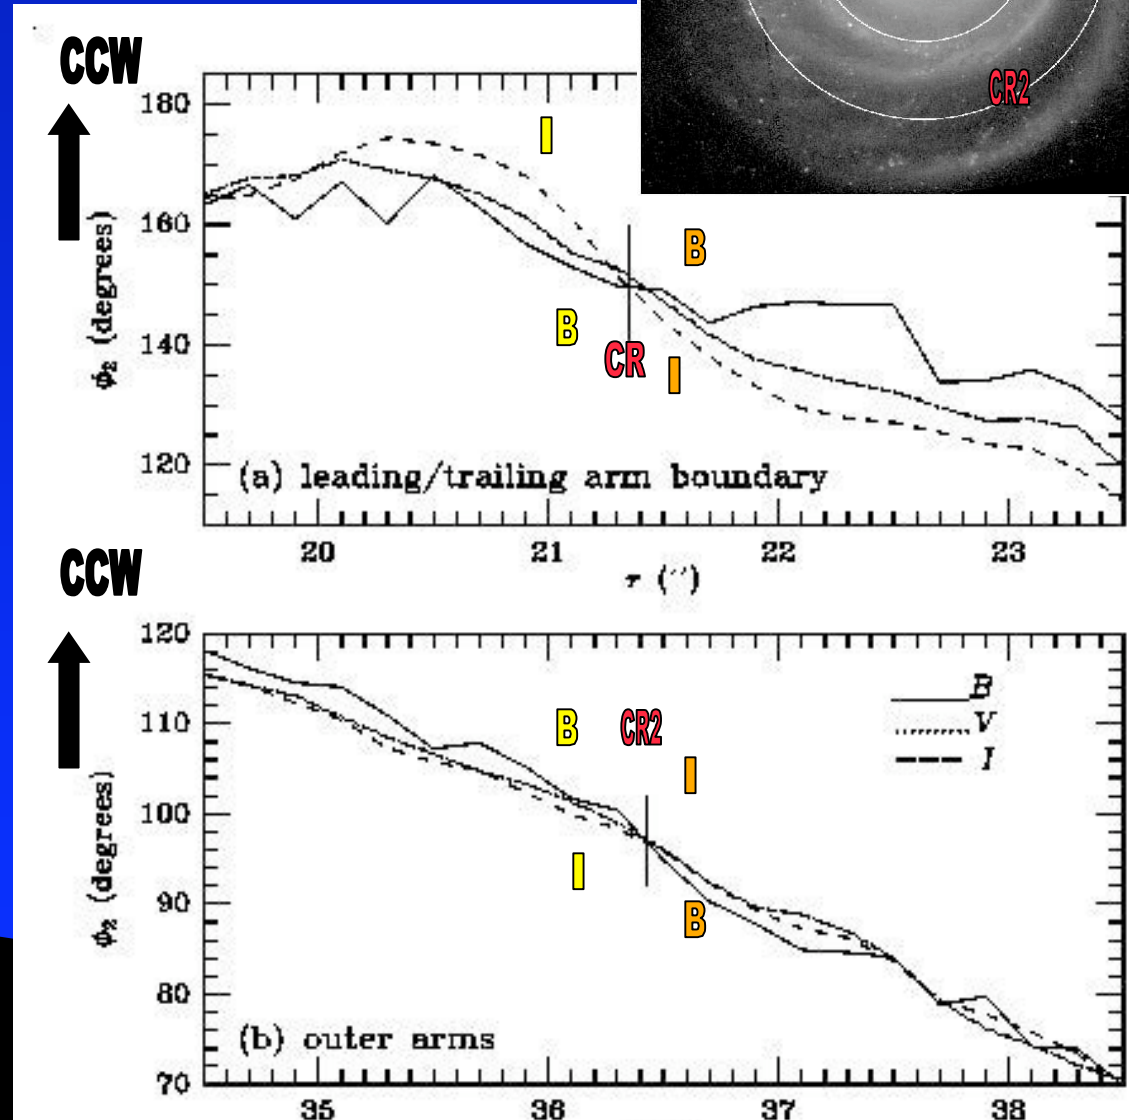 CCW
CR2
180
160
140
120
I
B
B
CR
I
ϕ₂ (degrees)
(a) leading/trailing arm boundary
20 21 22 23
r (″)
CCW
120
110
100
90
80
70
B CR2
I
I
B
B
V
I
ϕ₂ (degrees)
(b) outer arms
35 36 37 38